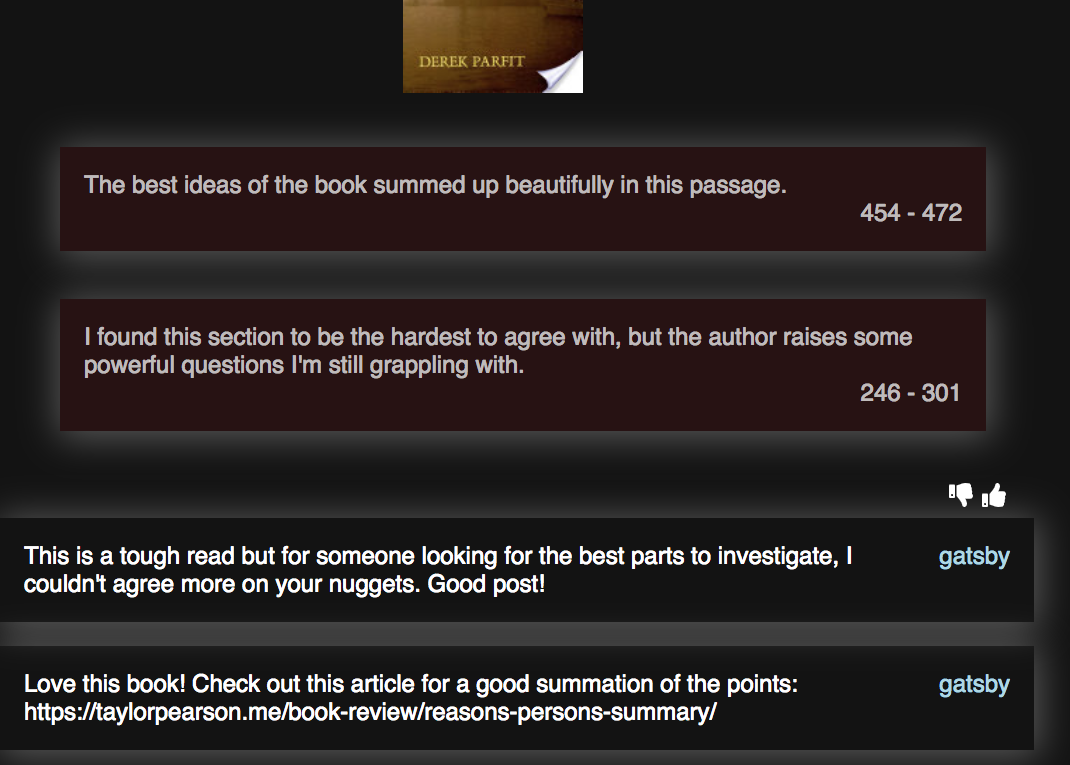 DEREK PARFIT
The best ideas of the book summed up beautifully in this passage.
454 - 472
I found this section to be the hardest to agree with, but the author raises some
powerful questions I'm still grappling with.
246 - 301
This is a tough read but for someone looking for the best parts to investigate, I
couldn't agree more on your nuggets. Good post!
gatsby
Love this book! Check out this article for a good summation of the points:
https://taylorpearson.me/book-review/reasons-persons-summary/
gatsby